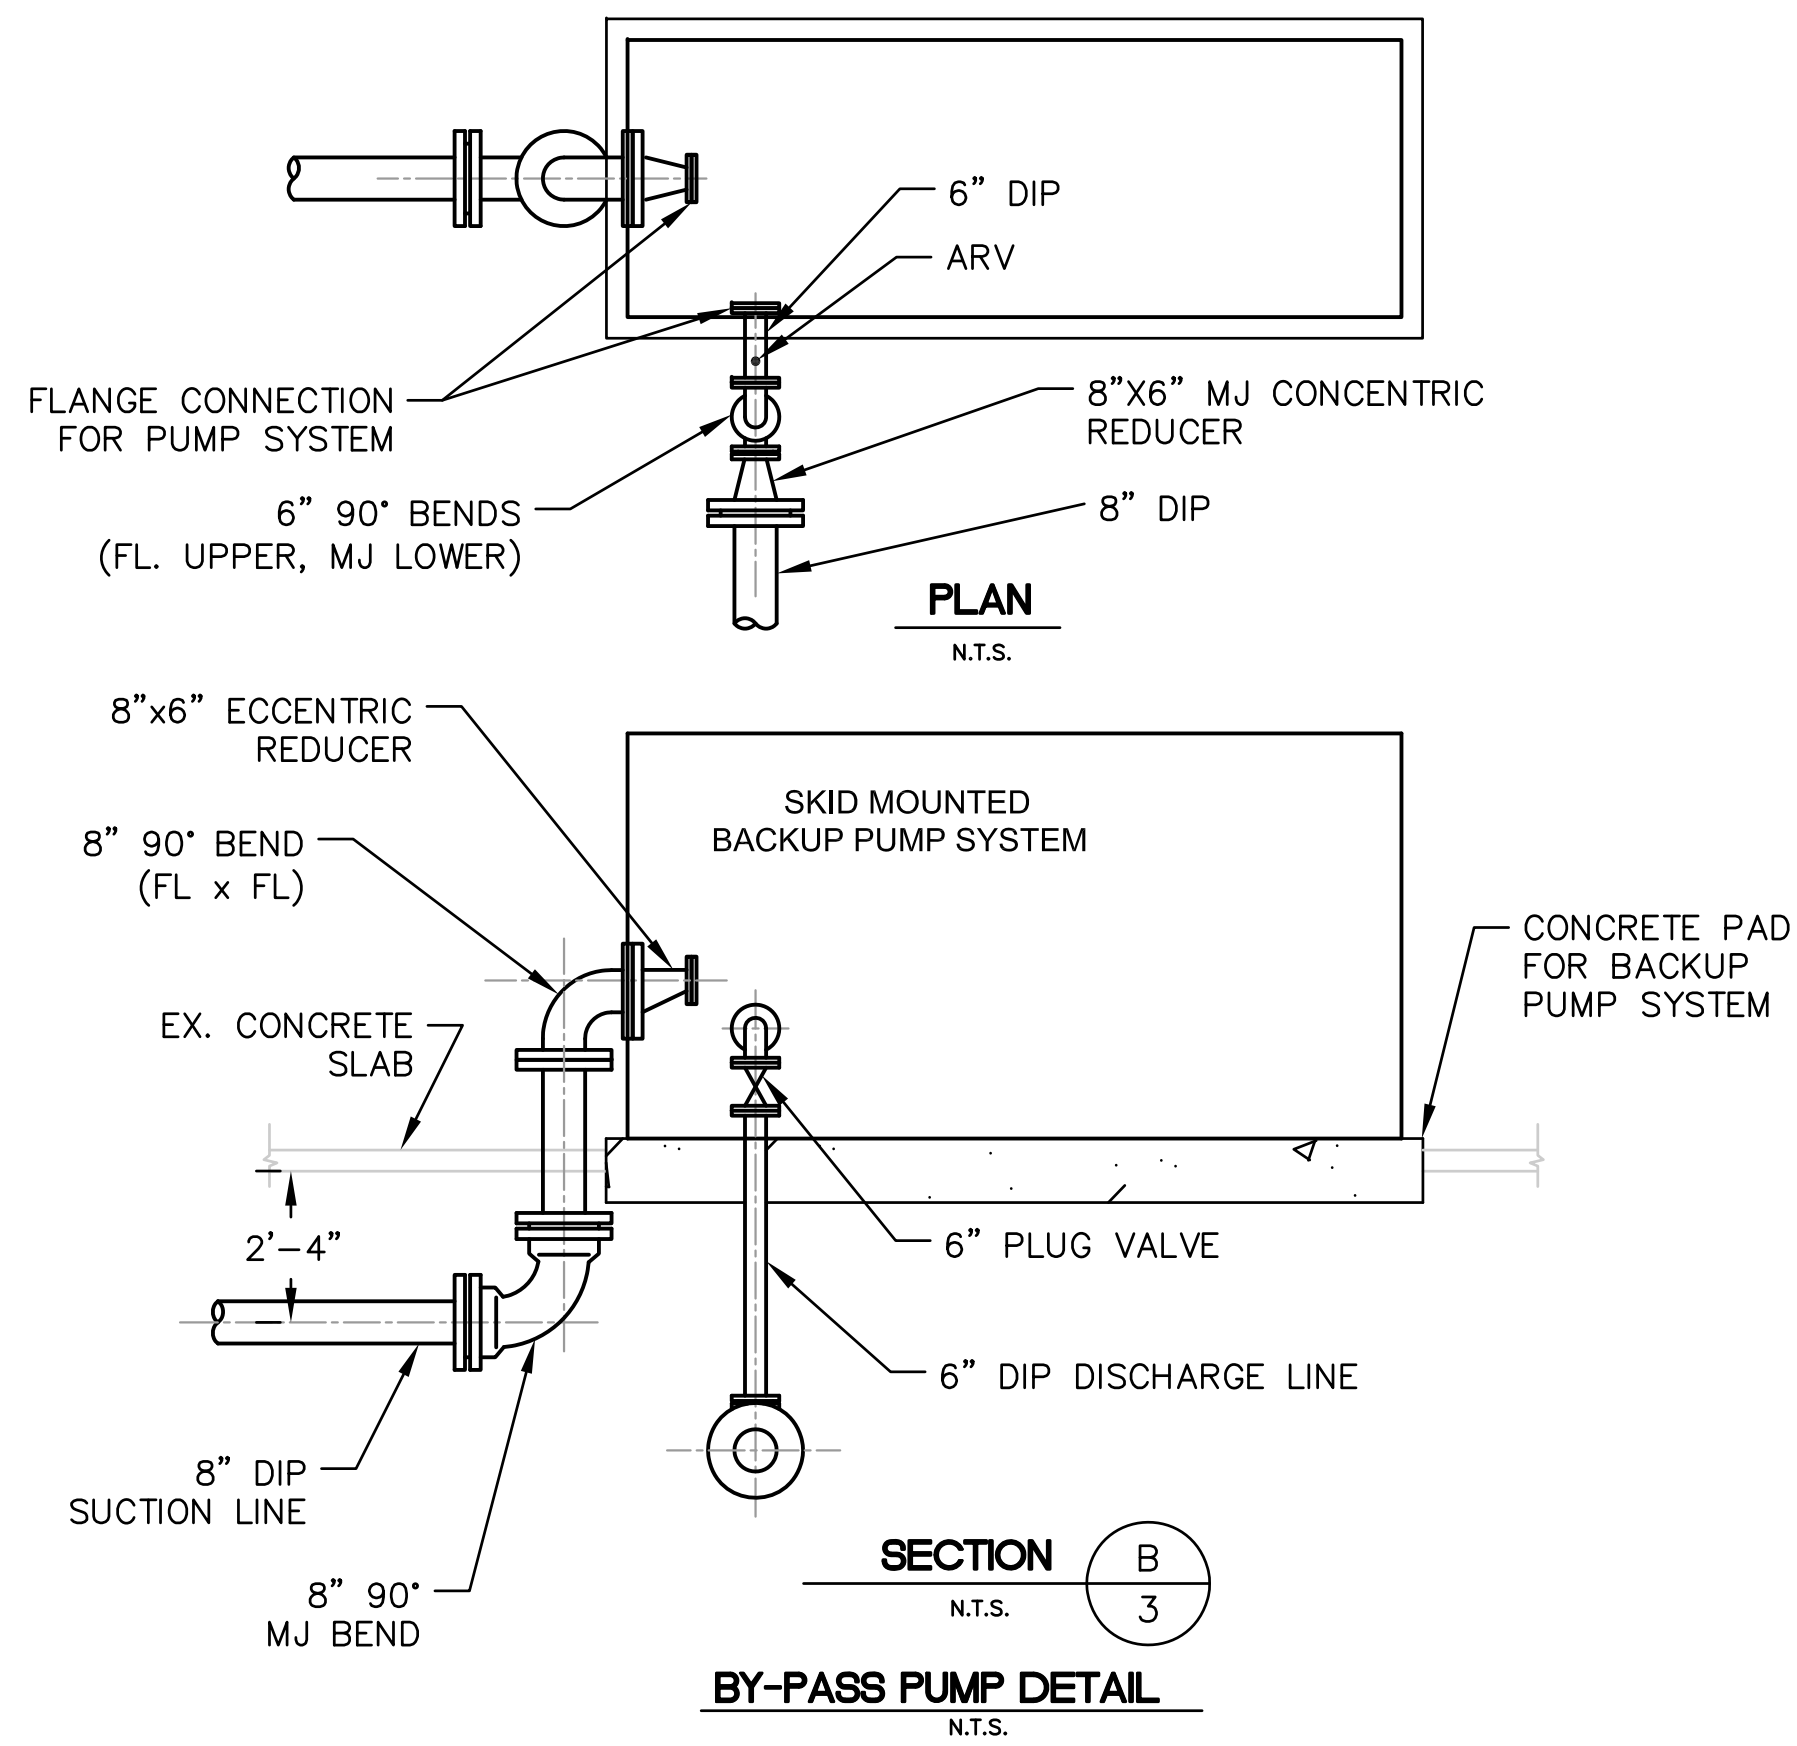 6” DIP
ARV
FLANGE CONNECTION
FOR PUMP SYSTEM
8”X6” MJ CONCENTRIC
REDUCER
6” 90° BENDS
(FL. UPPER, MJ LOWER)
8” DIP
PLAN
N.T.S.
8”x6” ECCENTRIC
REDUCER
SKID MOUNTED
BACKUP PUMP SYSTEM
8” 90° BEND
(FL x FL)
CONCRETE PAD
FOR BACKUP
PUMP SYSTEM
EX. CONCRETE
SLAB
2’-4”
6” PLUG VALVE
6” DIP DISCHARGE LINE
8” DIP
SUCTION LINE
8” 90°
MJ BEND
SECTION
N.T.S.
B
3
BY-PASS PUMP DETAIL
N.T.S.